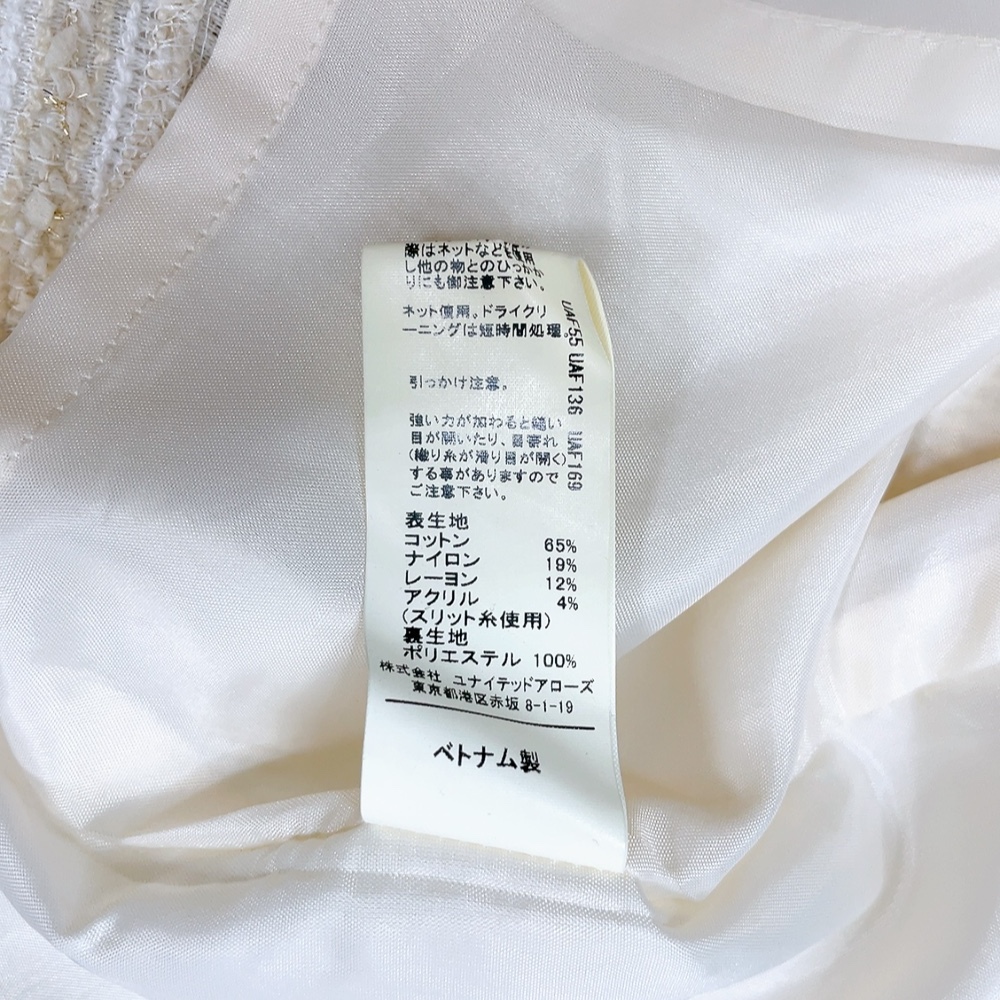 際はネットなどを使用
し他の物とのひっかか
りにも御注意下さい。
ネット使用。ドライクリ
ーニングは短時間処理。
引っかけ注意。
強い力が加わると縫い
目が開いたり、目寄れ
(織り糸が滑り目が開く)
する事がありますので
ご注意下さい。
UAF55 UAF136 UAF169
表生地
コットン 65%
ナイロン 19%
レーヨン 12%
アクリル 4%
(スリット糸使用)
裏生地
ポリエステル 100%
株式会社 ユナイテッドアローズ
東京都港区赤坂 8-1-19
ベトナム製